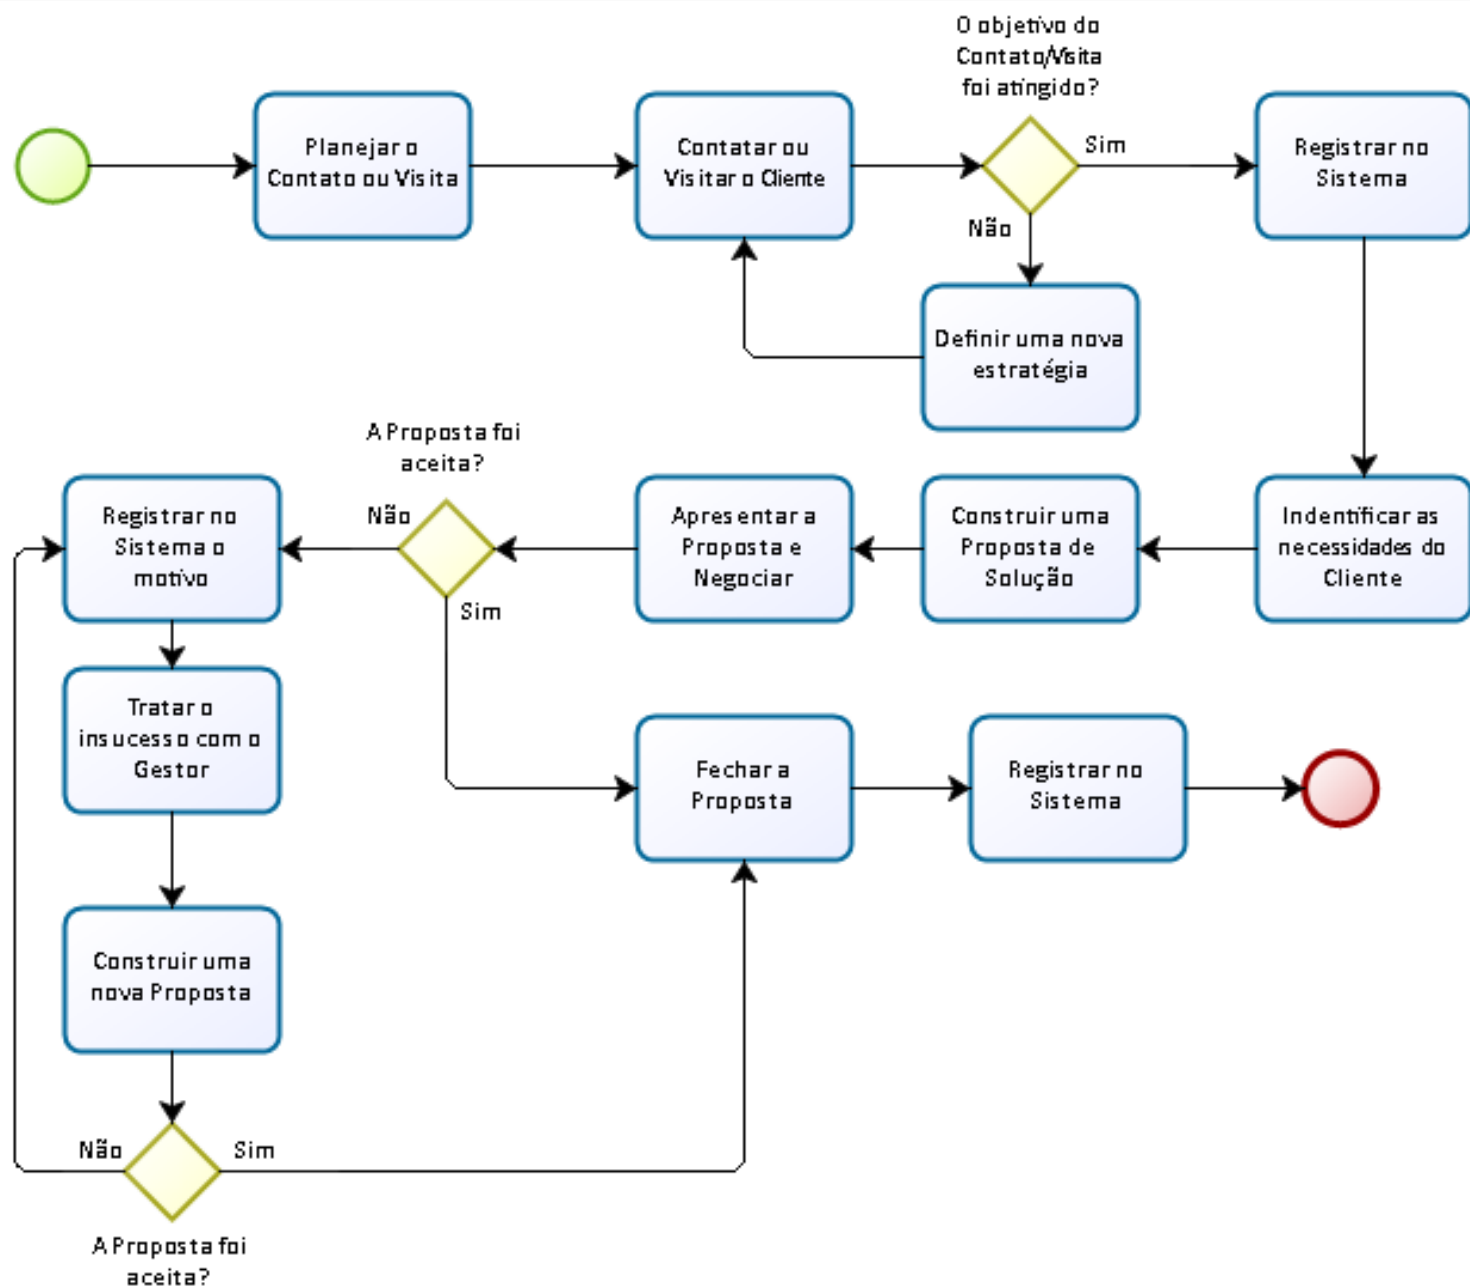 O objetivo do
Contato/Visita
foi atingido?
Planejar o
Contato ou Visita
Contatar ou
Visitar o Cliente
Sim
Registrar no
Sistema
Não
Definir uma nova
estratégia
A Proposta foi
aceita?
Registrar no
Sistema o
motivo
Não
Sim
Apresentar a
Proposta e
Negociar
Construir uma
Proposta de
Solução
Indentificar as
necessidades do
Cliente
Tratar o
insucesso com o
Gestor
Fechar a
Proposta
Registrar no
Sistema
Construir uma
nova Proposta
Não
Sim
A Proposta foi
aceita?